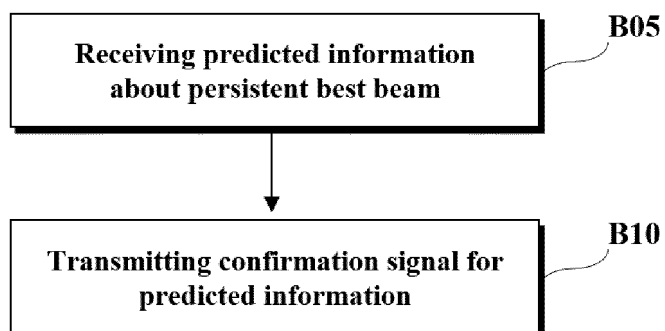 B05
Receiving predicted information
about persistent best beam
B10
Transmitting confirmation signal for
predicted information